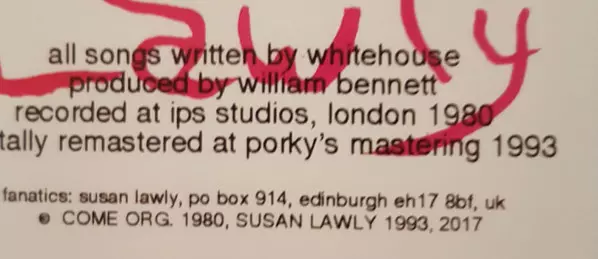 all songs written by whitehouse
produced by william bennett
recorded at ips studios, london 1980
tally remastered at porky's mastering 1993
fanatics: susan lawly, po box 914, edinburgh eh17 8bf, uk
℗ COME ORG. 1980, SUSAN LAWLY 1993, 2017